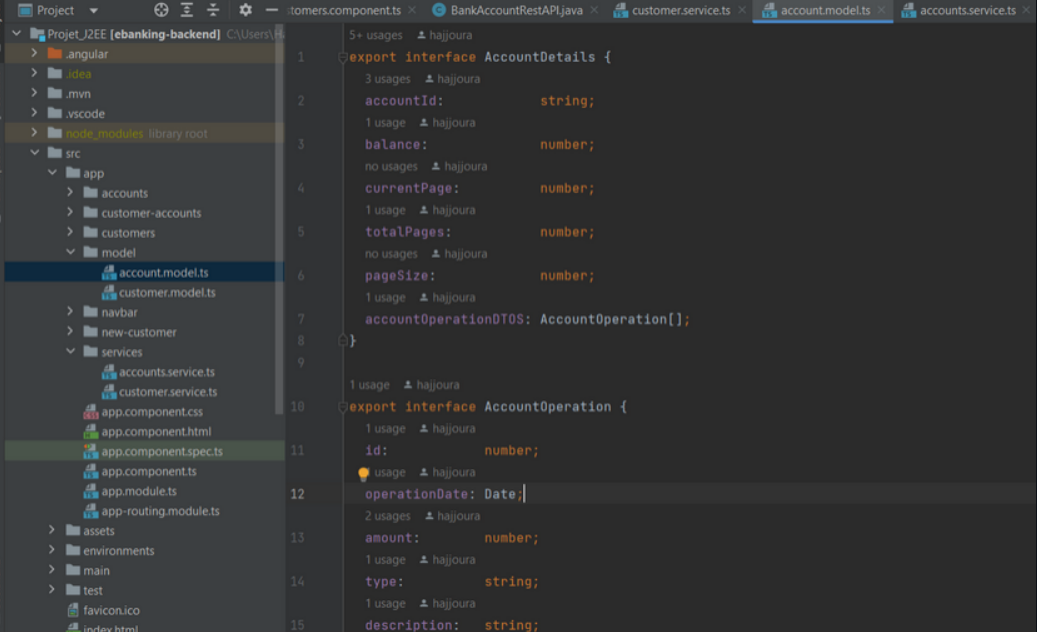 Project
stomers.component.ts × BankAccountRestAPI.java × customer.service.ts × account.model.ts × accounts.service.ts ×
Projet_J2EE [ebanking-backend] C:\Users\
.angular
.idea
.mvn
.vscode
node_modules library root
src
app
accounts
customer-accounts
customers
model
account.model.ts
customer.model.ts
navbar
new-customer
services
accounts.service.ts
customer.service.ts
app.component.css
app.component.html
app.component.spec.ts
app.component.ts
app.module.ts
app-routing.module.ts
assets
environments
main
test
favicon.ico
index.html
5+ usages hajjoura
1 export interface AccountDetails {
3 usages hajjoura
2 accountId: string;
1 usage hajjoura
3 balance: number;
no usages hajjoura
4 currentPage: number;
1 usage hajjoura
5 totalPages: number;
no usages hajjoura
6 pageSize: number;
1 usage hajjoura
7 accountOperationDTOS: AccountOperation[];
8 }
9
1 usage hajjoura
10 export interface AccountOperation {
1 usage hajjoura
11 id: number;
usage hajjoura
12 operationDate: Date;
2 usages hajjoura
13 amount: number;
1 usage hajjoura
14 type: string;
1 usage hajjoura
15 description: string;